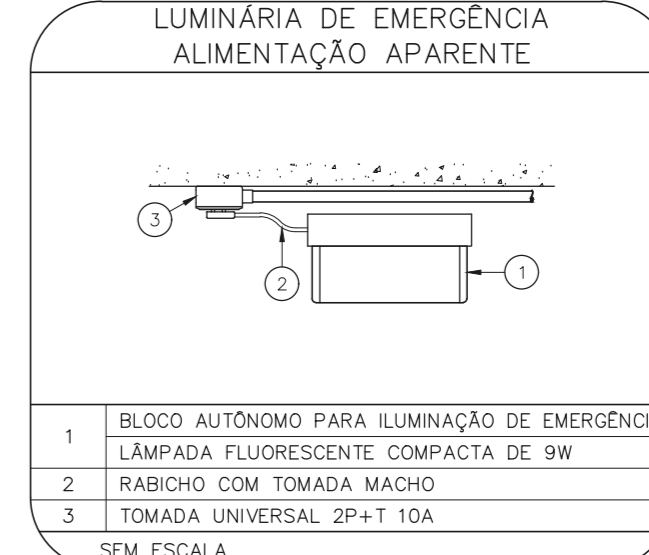 LUMINÁRIA DE EMERGÊNCIA
ALIMENTAÇÃO APARENTE
3
2
1
1 BLOCO AUTÔNOMO PARA ILUMINAÇÃO DE EMERGÊNCI
LÂMPADA FLUORESCENTE COMPACTA DE 9W
2 RABICHO COM TOMADA MACHO
3 TOMADA UNIVERSAL 2P+T 10A
SEM ESCALA